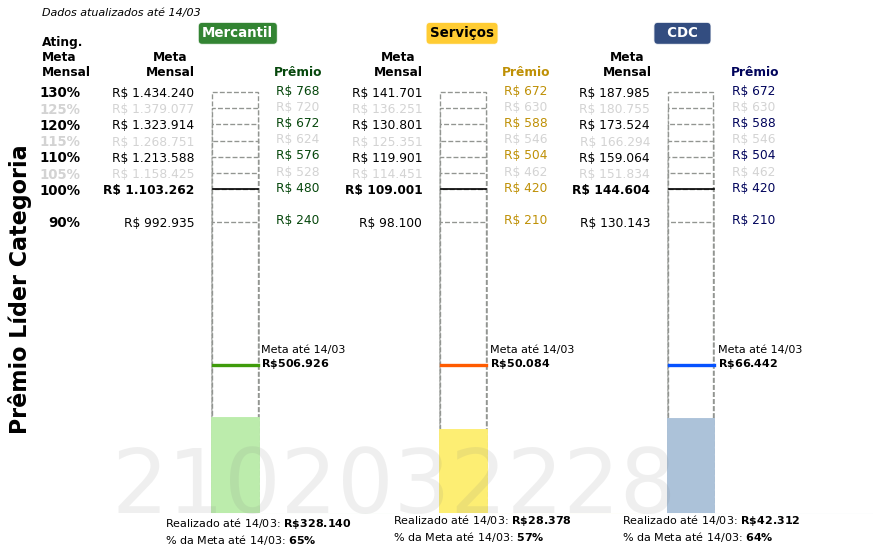 Dados atualizados até 14/03
Mercantil Serviços CDC
Ating. Meta Mensal
Meta Mensal Prêmio Meta Mensal Prêmio Meta Mensal Prêmio
130% R$ 1.434.240 R$ 768 R$ 141.701 R$ 672 R$ 187.985 R$ 672
125% R$ 1.379.077 R$ 720 R$ 136.251 R$ 630 R$ 180.755 R$ 630
120% R$ 1.323.914 R$ 672 R$ 130.801 R$ 588 R$ 173.524 R$ 588
115% R$ 1.268.751 R$ 624 R$ 125.351 R$ 546 R$ 166.294 R$ 546
110% R$ 1.213.588 R$ 576 R$ 119.901 R$ 504 R$ 159.064 R$ 504
105% R$ 1.158.425 R$ 528 R$ 114.451 R$ 462 R$ 151.834 R$ 462
100% R$ 1.103.262 R$ 480 R$ 109.001 R$ 420 R$ 144.604 R$ 420
90% R$ 992.935 R$ 240 R$ 98.100 R$ 210 R$ 130.143 R$ 210
Prêmio Líder Categoria
Meta até 14/03 Meta até 14/03 Meta até 14/03
R$506.926 R$50.084 R$66.442
2102032228
Realizado até 14/03: R$328.140 Realizado até 14/03: R$28.378 Realizado até 14/03: R$42.312
% da Meta até 14/03: 65% % da Meta até 14/03: 57% % da Meta até 14/03: 64%